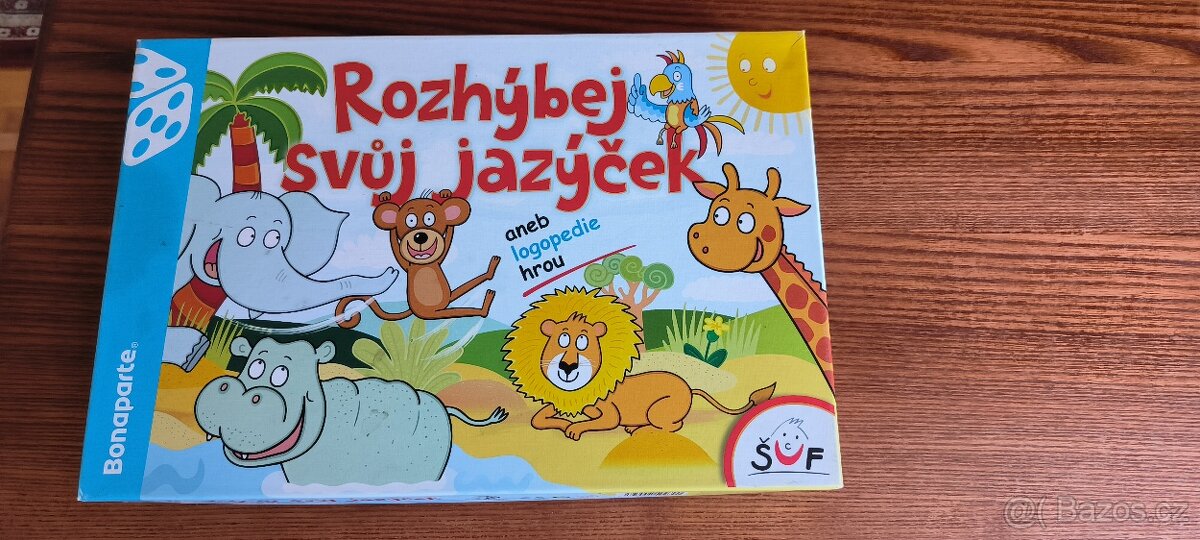 Rozhýbej
svůj jazýček
aneb
logopedie
hrou
Bonaparte®
ŠUF
@( Bazos.cz